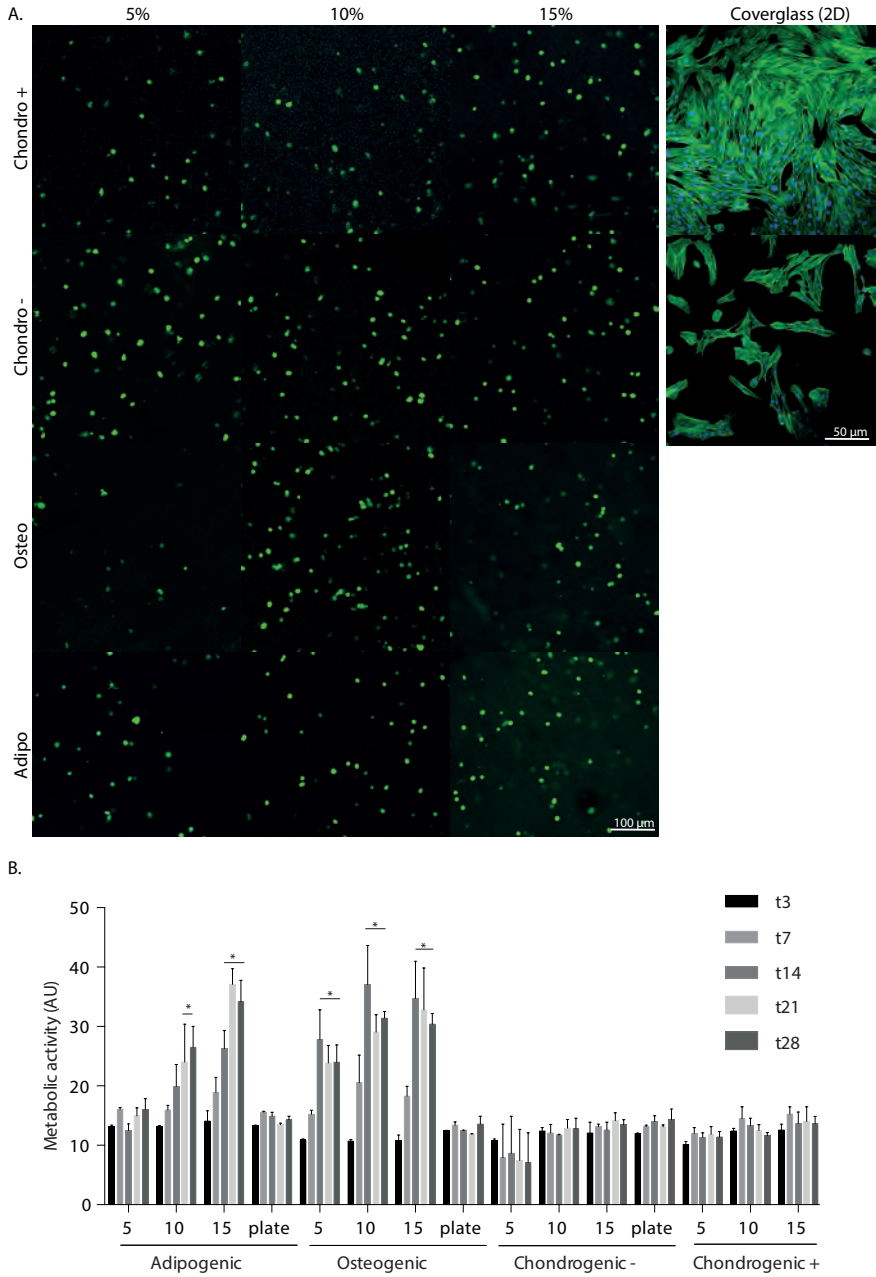 A.
5% 10% 15% Coverglass (2D)
Chondro +
Chondro -
Osteo
Adipo
50 µm
100 µm
B.
Metabolic activity (AU)
50
40
30
20
10
0
* * * * *
t3
t7
t14
t21
t28
5 10 15 plate 5 10 15 plate 5 10 15 plate 5 10 15
Adipogenic Osteogenic Chondrogenic - Chondrogenic +